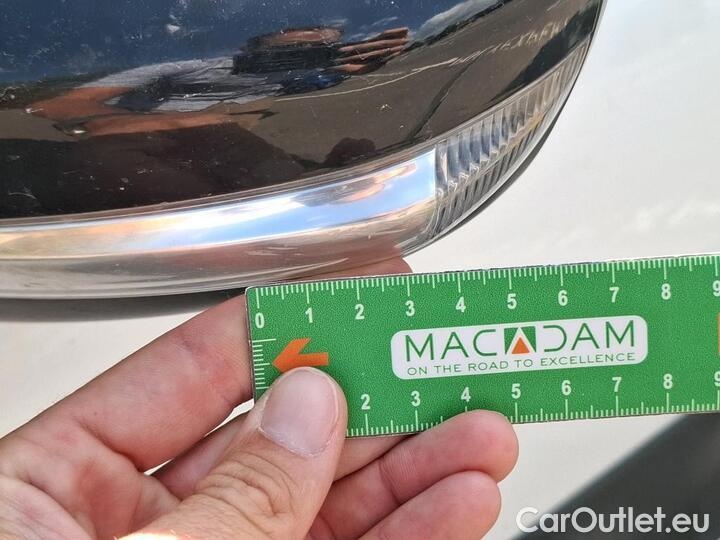 0 1 2 3 4 5 6 7 8 9
MACADAM
ON THE ROAD TO EXCELLENCE
2 3 4 5 6 7 8 9
CarOutlet.eu